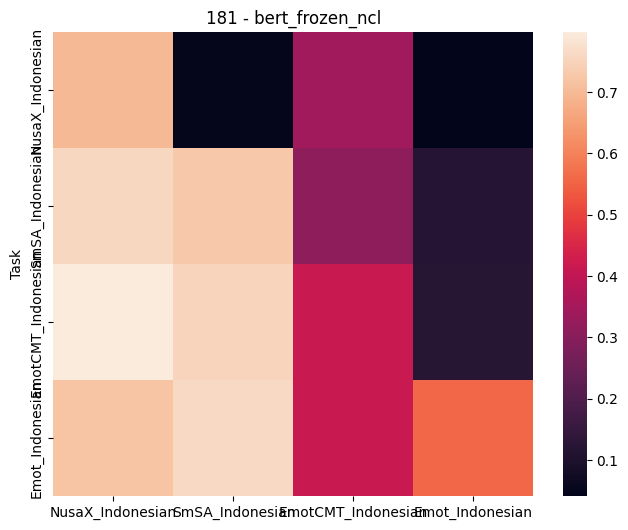 181 - bert_frozen_ncl
Task
NusaX_Indonesian
SmSA_Indonesian
EmotCMT_Indonesian
Emot_Indonesian
NusaX_Indonesian SmSA_Indonesian EmotCMT_Indonesian Emot_Indonesian
0.7
0.6
0.5
0.4
0.3
0.2
0.1